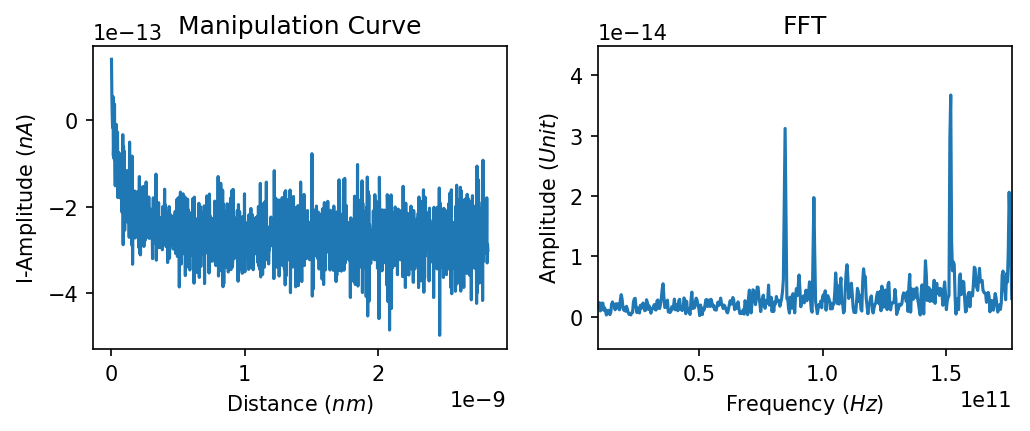 Manipulation Curve
1e−13
I-Amplitude (nA)
0
−2
−4
0 1 2
1e−9
Distance (nm)
FFT
1e−14
Amplitude (Unit)
4
3
2
1
0
0.5 1.0 1.5
1e11
Frequency (Hz)